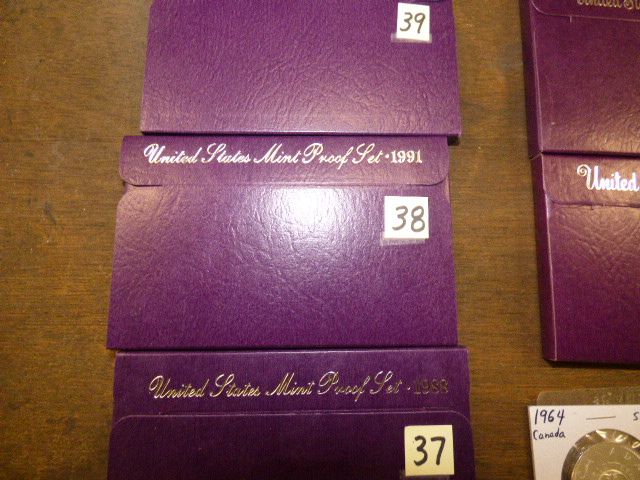 39
United States Mint Proof Set · 1991
38
United States Mint Proof Set · 1988
37
United
1964
Canada